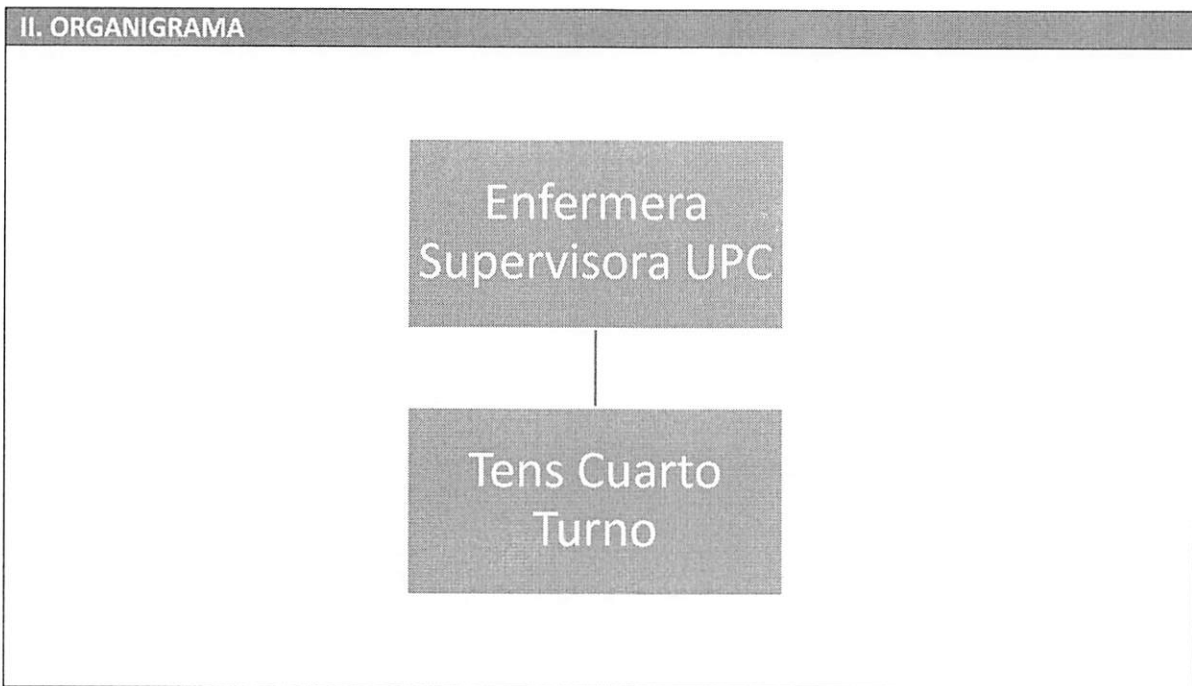 II. ORGANIGRAMA
Enfermera
Supervisora UPC
Tens Cuarto
Turno